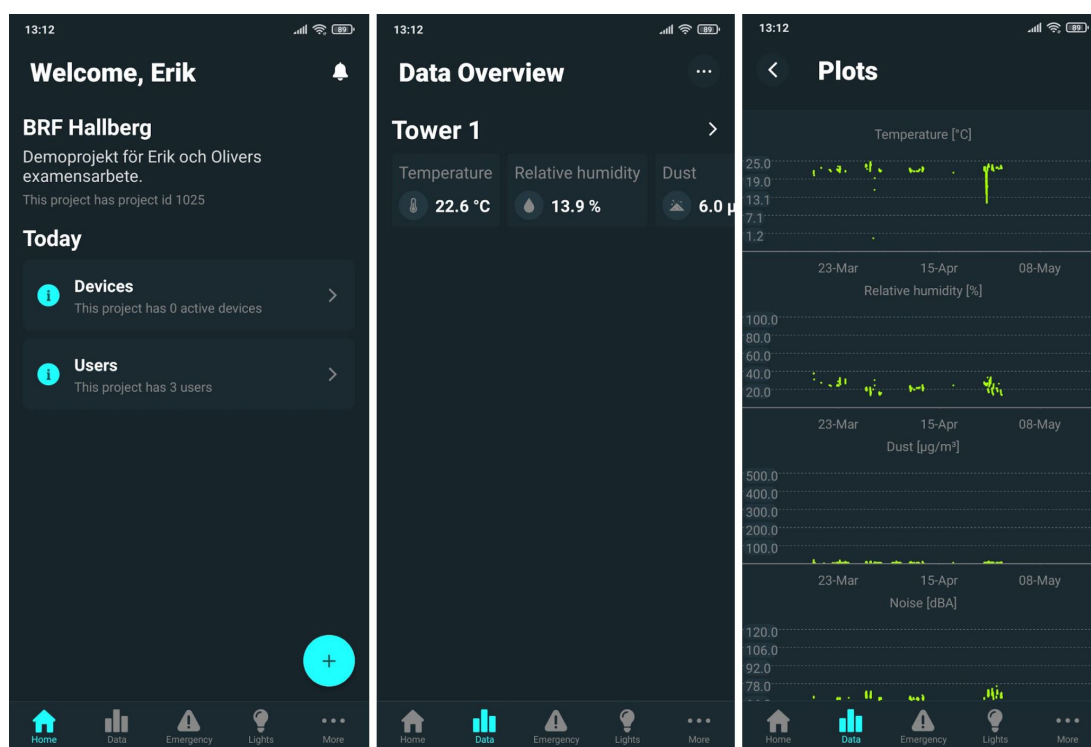 13:12
89
Welcome, Erik
BRF Hallberg
Demoprojekt för Erik och Olivers
examensarbete.
This project has project id 1025
Today
Devices
This project has 0 active devices
Users
This project has 3 users
+
Home Data Emergency Lights More
13:12
89
Data Overview
Tower 1
Temperature Relative humidity Dust
22.6 °C 13.9 % 6.0 µ
Home Data Emergency Lights More
13:12
89
Plots
Temperature [°C]
25.0
19.0
13.1
7.1
1.2
23-Mar 15-Apr 08-May
Relative humidity [%]
100.0
80.0
60.0
40.0
20.0
23-Mar 15-Apr 08-May
Dust [µg/m³]
500.0
400.0
300.0
200.0
100.0
23-Mar 15-Apr 08-May
Noise [dBA]
120.0
106.0
92.0
78.0
Home Data Emergency Lights More